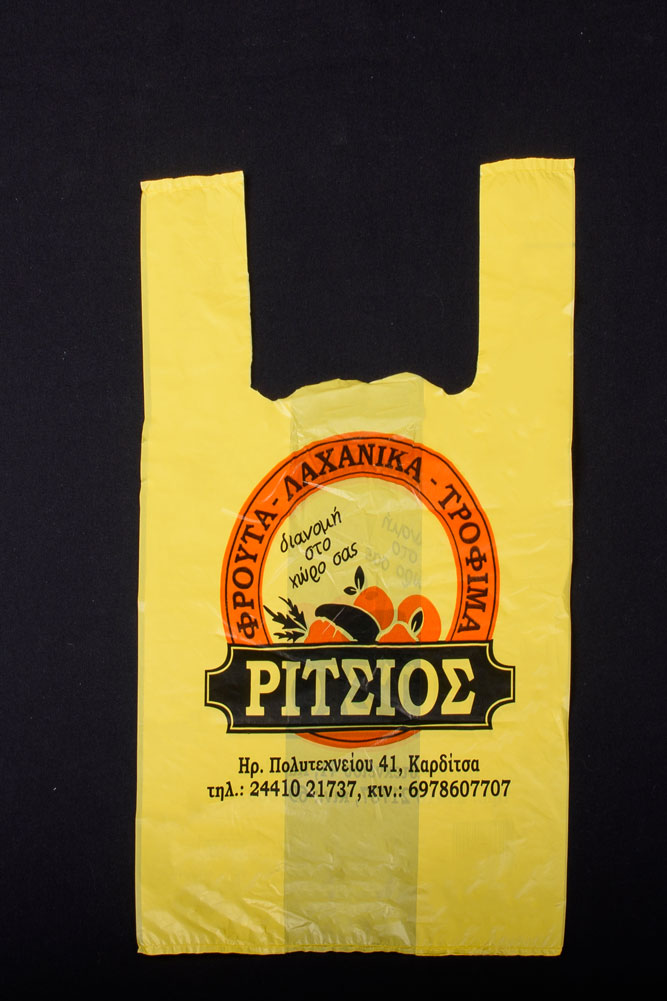 ΦΡΟΥΤΑ - ΛΑΧΑΝΙΚΑ - ΤΡΟΦΙΜΑ
διανομή
στο
χώρο σας
ΡΙΤΣΙΟΣ
Ηρ. Πολυτεχνείου 41, Καρδίτσα
τηλ.: 24410 21737, κιν.: 6978607707